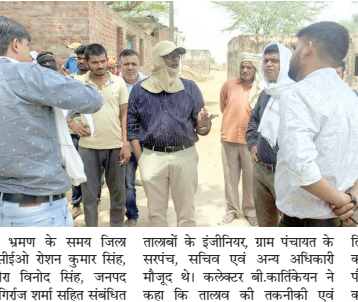 भ्रमण के समय जिला
सीईओ रोशन कुमार सिंह,
विनोद सिंह, जनपद
सहित संबंधित
तालाबों के इंजीनियर, ग्राम पंचायत के
सरपंच, सचिव एवं अन्य अधिकारी
मौजूद थे। कलेक्टर बी.कार्तिकेयन ने
कहा कि तालाव की तकनीकी एवं